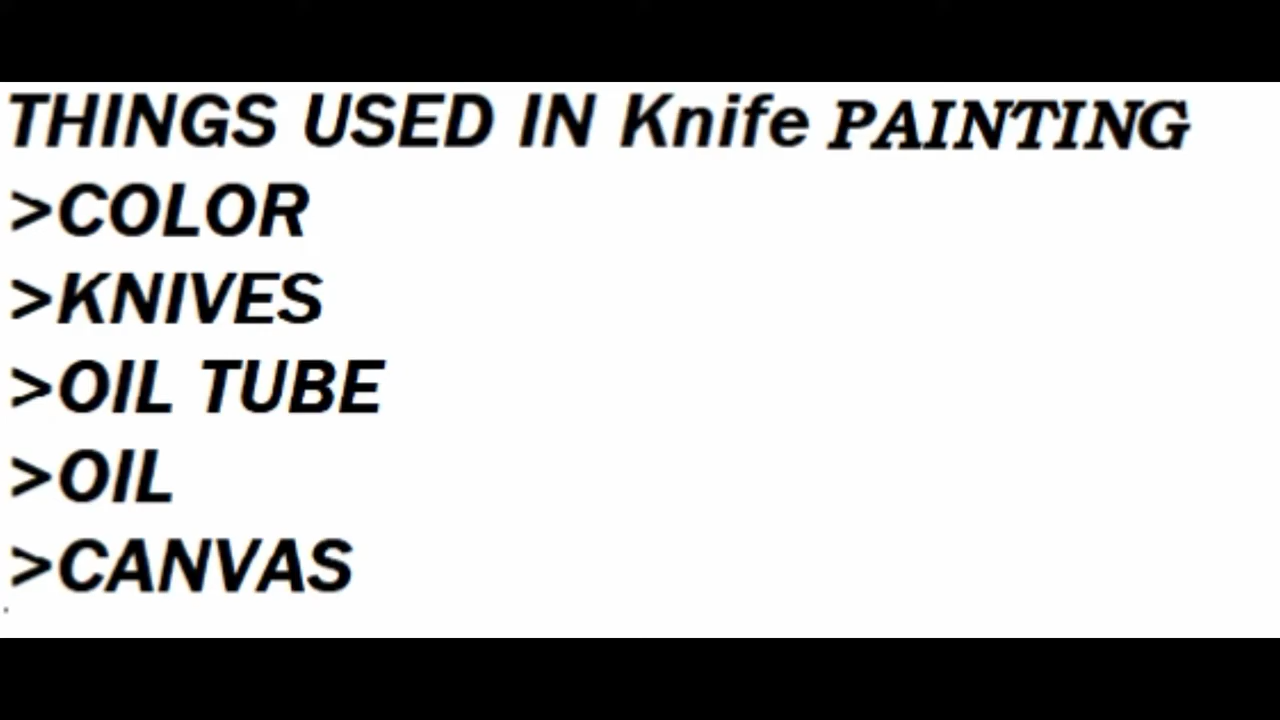 THINGS USED IN Knife PAINTING
>COLOR
>KNIVES
>OIL TUBE
>OIL
>CANVAS